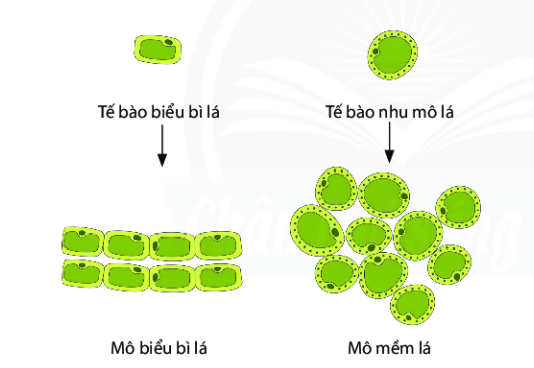 Tế bào biểu bì lá
Tế bào nhu mô lá
Mô biểu bì lá
Mô mềm lá